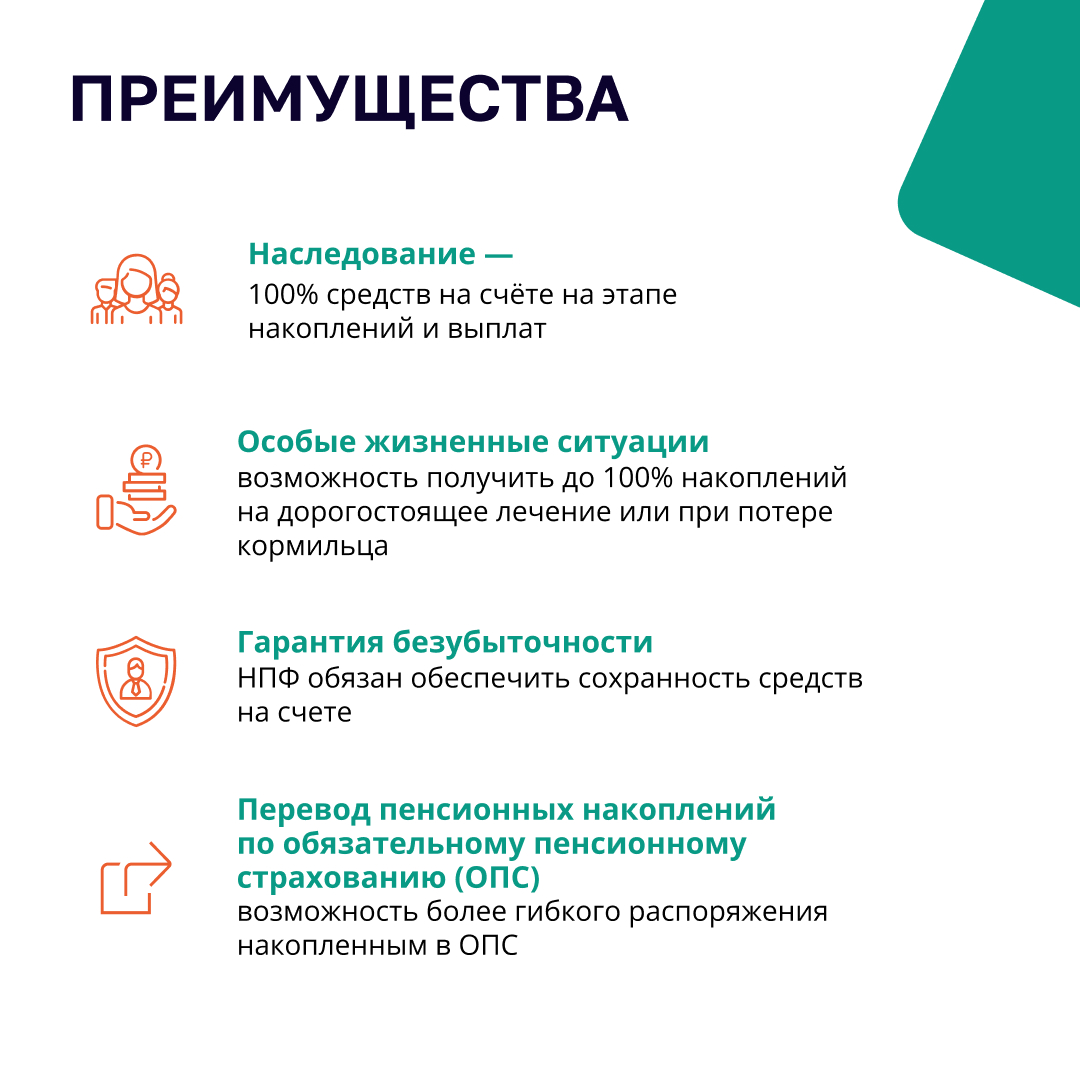 ПРЕИМУЩЕСТВА
Наследование —
100% средств на счёте на этапе
накоплений и выплат
Особые жизненные ситуации
возможность получить до 100% накоплений
на дорогостоящее лечение или при потере
кормильца
Гарантия безубыточности
НПФ обязан обеспечить сохранность средств
на счете
Перевод пенсионных накоплений
по обязательному пенсионному
страхованию (ОПС)
возможность более гибкого распоряжения
накопленным в ОПС